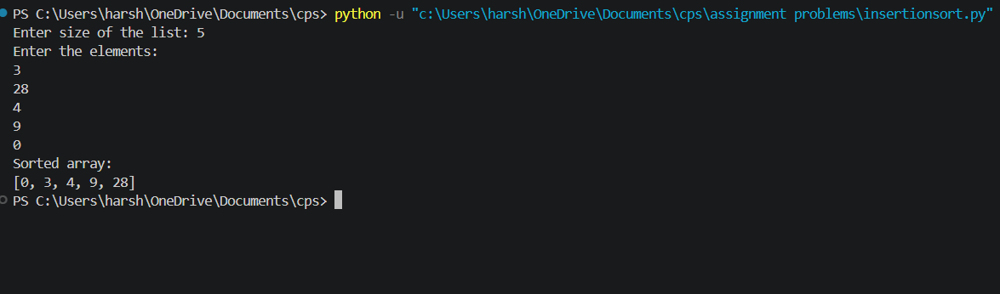 PS C:\Users\harsh\OneDrive\Documents\cps> python -u "c:\Users\harsh\OneDrive\Documents\cps\assignment problems\insertionsort.py"
Enter size of the list: 5
Enter the elements:
3
28
4
9
0
Sorted array:
[0, 3, 4, 9, 28]
PS C:\Users\harsh\OneDrive\Documents\cps>